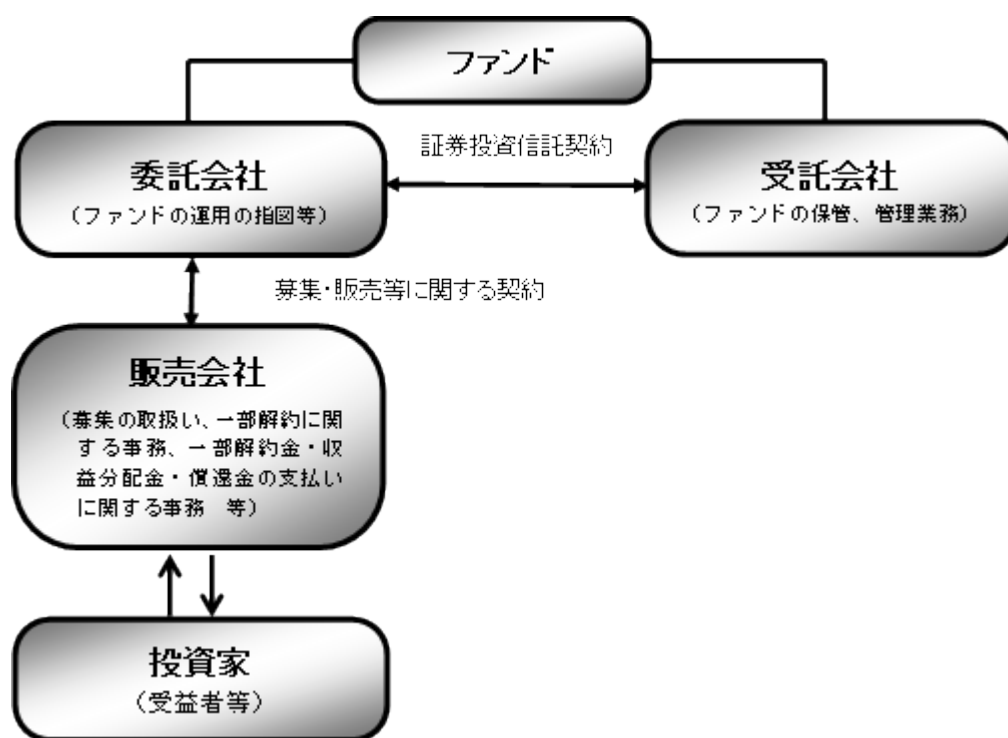 ファンド
証券投資信託契約
委託会社
（ファンドの運用の指図等）
受託会社
（ファンドの保管、管理業務）
募集・販売等に関する契約
販売会社
（募集の取扱い、一部解約に関
する事務、一部解約金・収
益分配金・償還金の支払い
に関する事務　等）
投資家
（受益者等）